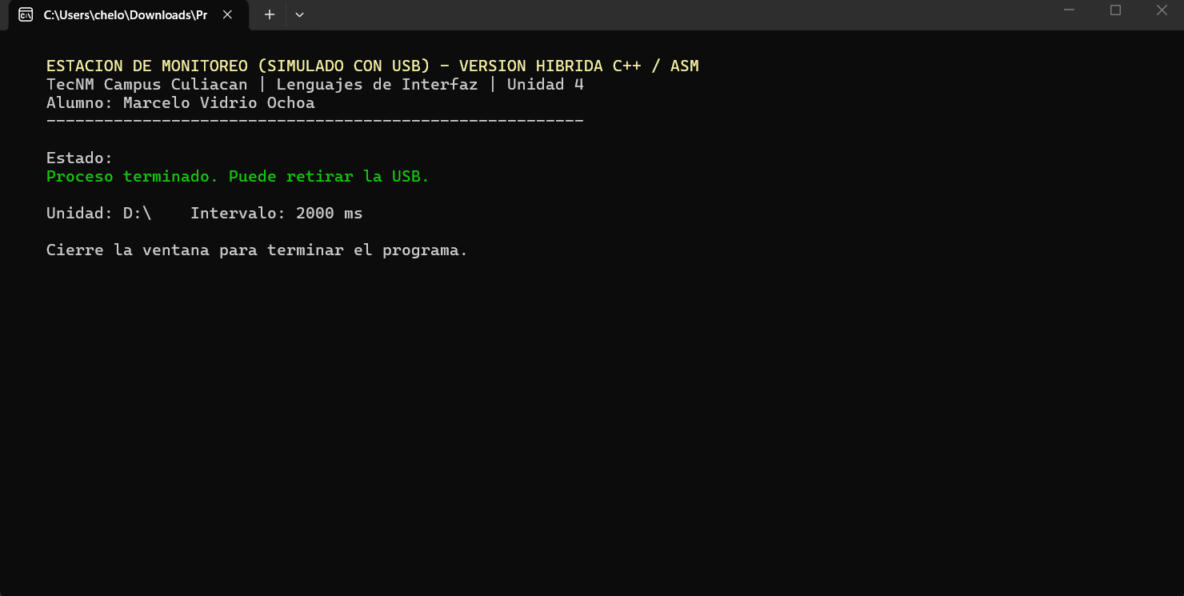 C:\Users\chelo\Downloads\Pr
ESTACION DE MONITOREO (SIMULADO CON USB) - VERSION HIBRIDA C++ / ASM
TecNM Campus Culiacan | Lenguajes de Interfaz | Unidad 4
Alumno: Marcelo Vidrio Ochoa
--------------------------------------------------------
Estado:
Proceso terminado. Puede retirar la USB.
Unidad: D:\    Intervalo: 2000 ms
Cierre la ventana para terminar el programa.